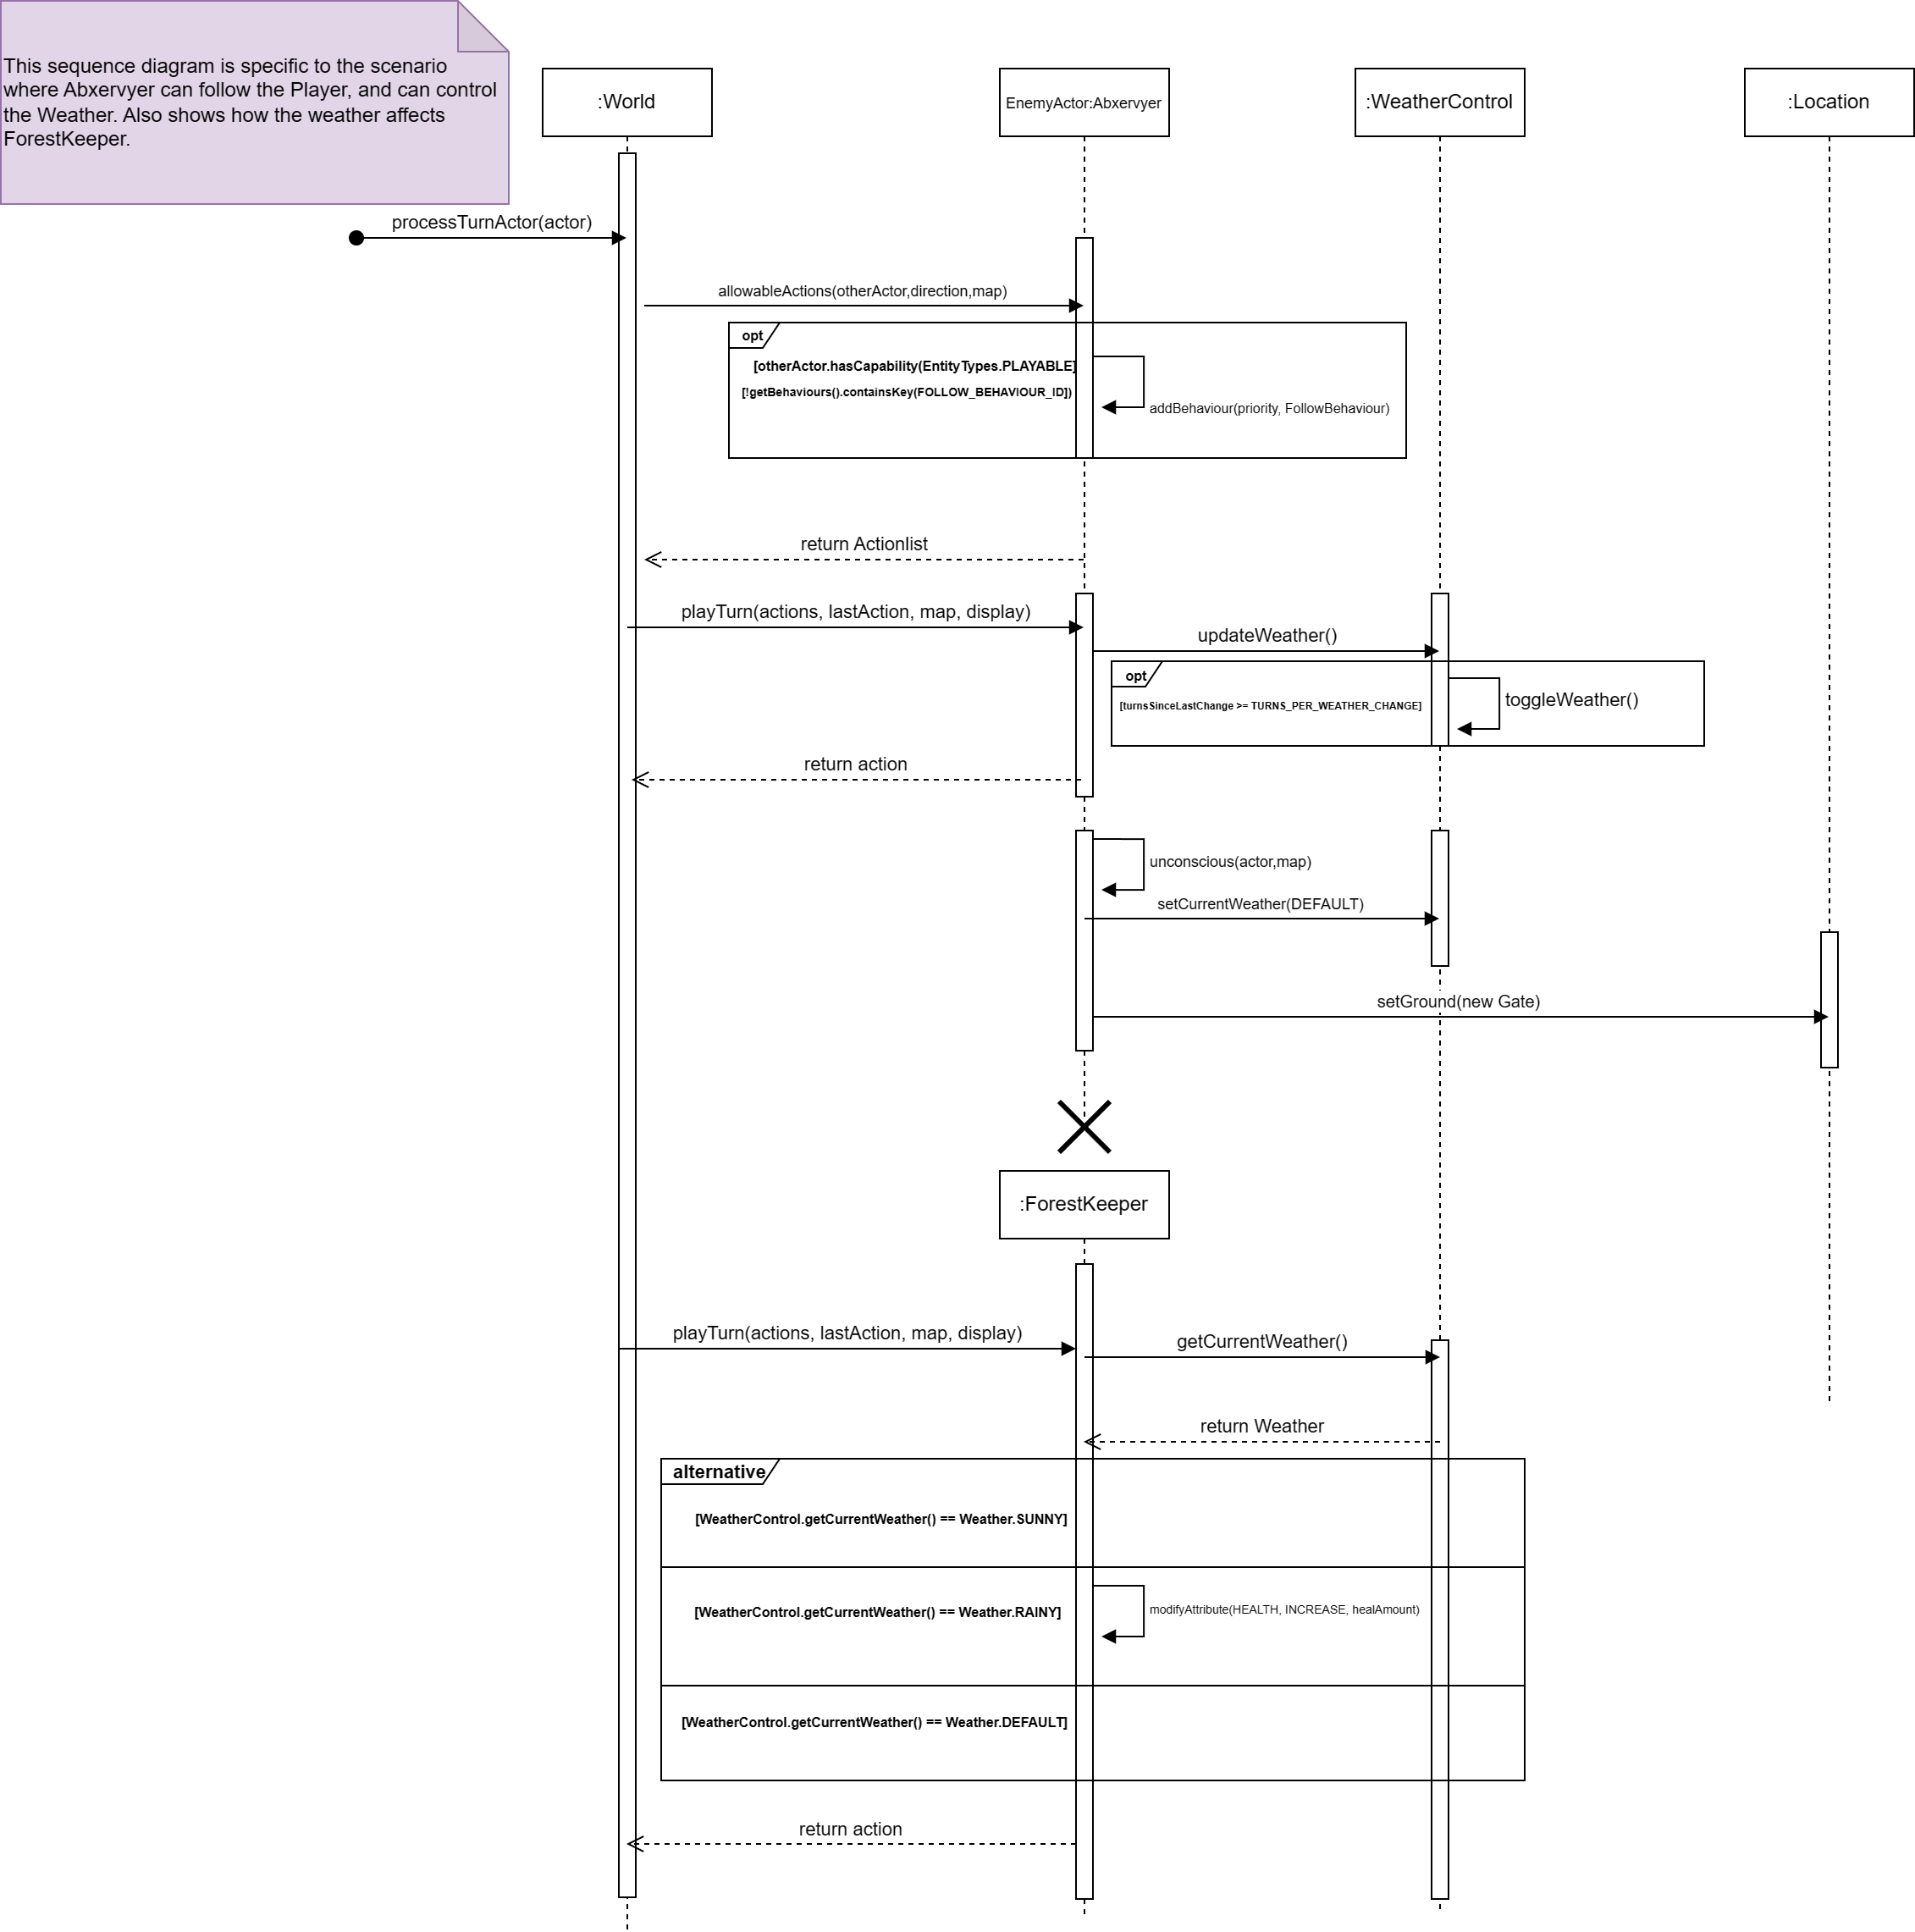 This sequence diagram is specific to the scenario
where Abxervyer can follow the Player, and can control
the Weather. Also shows how the weather affects
ForestKeeper.
:World
EnemyActor:Abxervyer
:WeatherControl
:Location
processTurnActor(actor)
allowableActions(otherActor,direction,map)
opt
[otherActor.hasCapability(EntityTypes.PLAYABLE]
[!getBehaviours().containsKey(FOLLOW_BEHAVIOUR_ID])
addBehaviour(priority, FollowBehaviour)
return Actionlist
playTurn(actions, lastAction, map, display)
updateWeather()
opt
[turnsSinceLastChange >= TURNS_PER_WEATHER_CHANGE]
toggleWeather()
return action
unconscious(actor,map)
setCurrentWeather(DEFAULT)
setGround(new Gate)
:ForestKeeper
playTurn(actions, lastAction, map, display)
getCurrentWeather()
return Weather
alternative
[WeatherControl.getCurrentWeather() == Weather.SUNNY]
[WeatherControl.getCurrentWeather() == Weather.RAINY]
modifyAttribute(HEALTH, INCREASE, healAmount)
[WeatherControl.getCurrentWeather() == Weather.DEFAULT]
return action